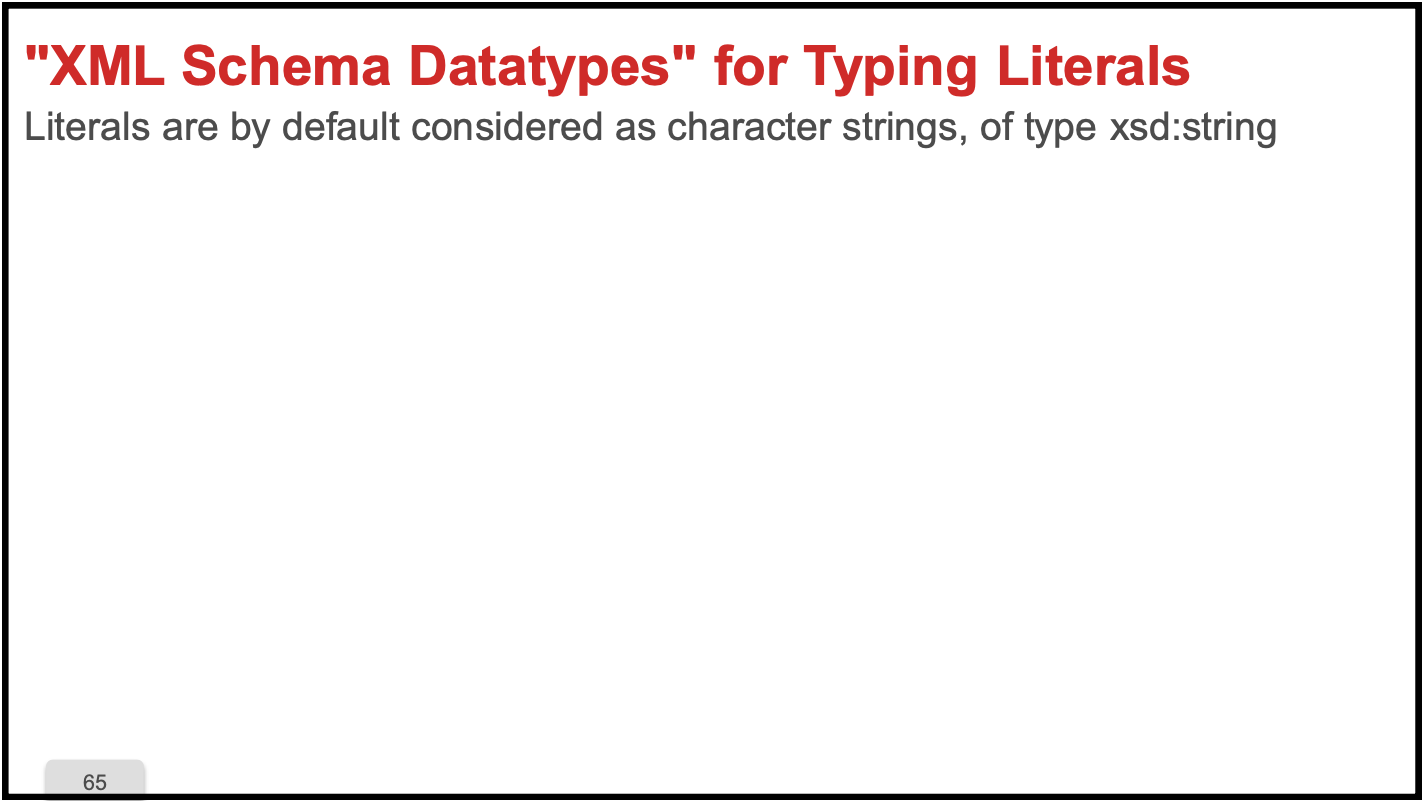 "XML Schema Datatypes" for Typing Literals
Literals are by default considered as character strings, of type xsd:string
65